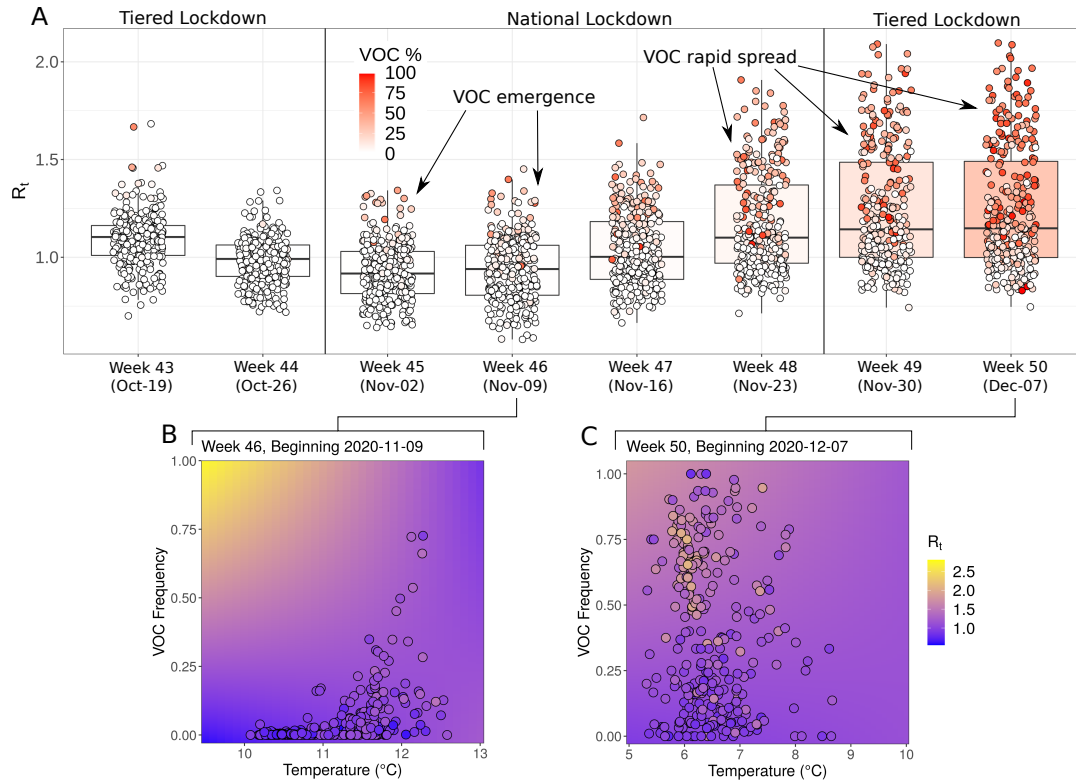 A
Tiered Lockdown
National Lockdown
Tiered Lockdown
VOC %
100
75
50
25
0
VOC emergence
VOC rapid spread
Rt
2.0
1.5
1.0
Week 43
(Oct-19)
Week 44
(Oct-26)
Week 45
(Nov-02)
Week 46
(Nov-09)
Week 47
(Nov-16)
Week 48
(Nov-23)
Week 49
(Nov-30)
Week 50
(Dec-07)
B
Week 46, Beginning 2020-11-09
VOC Frequency
1.00
0.75
0.50
0.25
0.00
10
11
12
13
Temperature (°C)
C
Week 50, Beginning 2020-12-07
VOC Frequency
1.00
0.75
0.50
0.25
0.00
5
6
7
8
9
10
Temperature (°C)
Rt
2.5
2.0
1.5
1.0